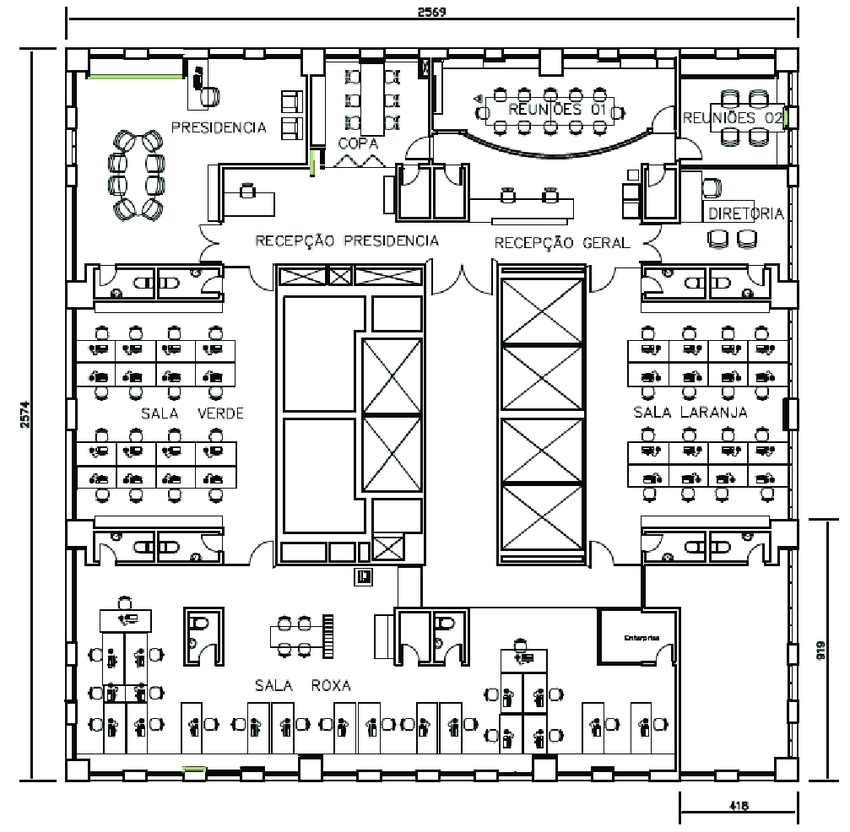 2569
PRESIDENCIA
COPA
REUNIÕES 01
REUNIÕES 02
DIRETORIA
RECEPÇÃO PRESIDENCIA
RECEPÇÃO GERAL
2574
SALA VERDE
SALA LARANJA
919
Enterprise
SALA ROXA
418